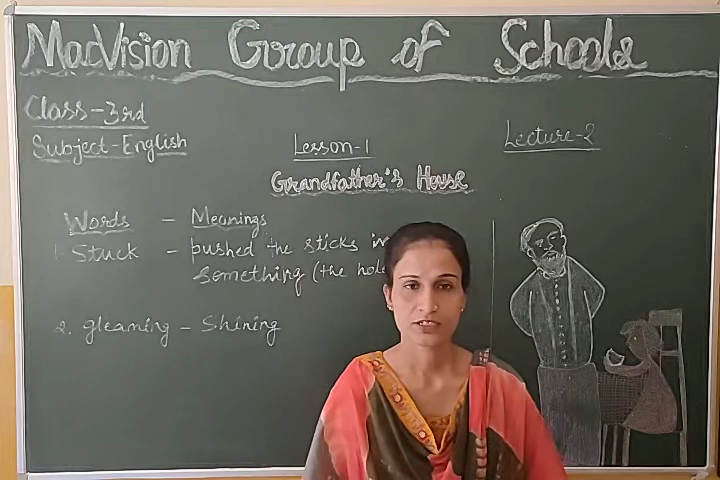 MacVision Group of Schools
Class-3rd
Subject-English
Lesson-1
Lecture-2
Grandfather's House
Words - Meanings
1. Stuck - pushed the sticks in
something (the hole
2. gleaming - Shining